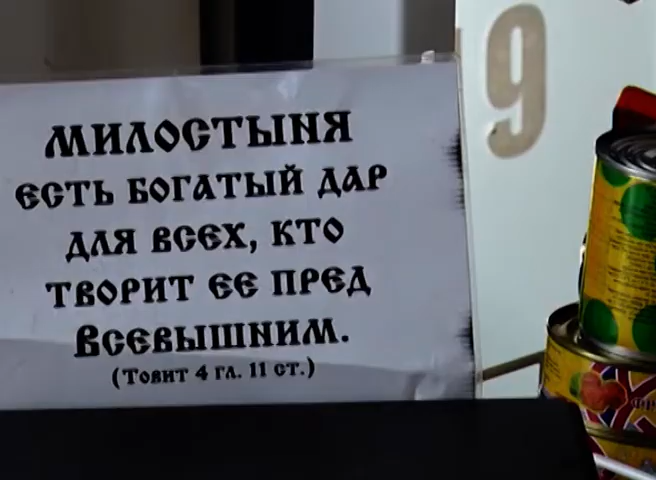 МИЛОСТЫНЯ
ЕСТЬ БОГАТЫЙ ДАР
ДЛЯ ВСЕХ, КТО
ТВОРИТ ЕЕ ПРЕД
ВСЕВЫШНИМ.
(Товит 4 гл. 11 ст.)
9